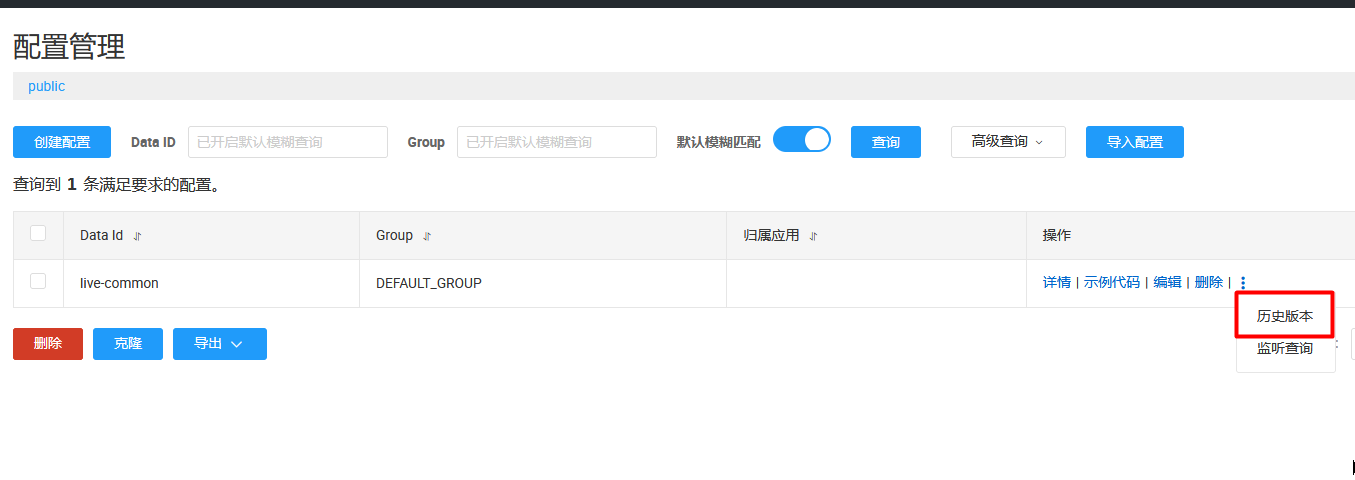 配置管理
public
创建配置 Data ID 已开启默认模糊查询 Group 已开启默认模糊查询 默认模糊匹配 查询 高级查询 导入配置
查询到 1 条满足要求的配置。
Data Id Group 归属应用 操作
live-common DEFAULT_GROUP 详情 | 示例代码 | 编辑 | 删除 |
历史版本
删除 克隆 导出 监听查询